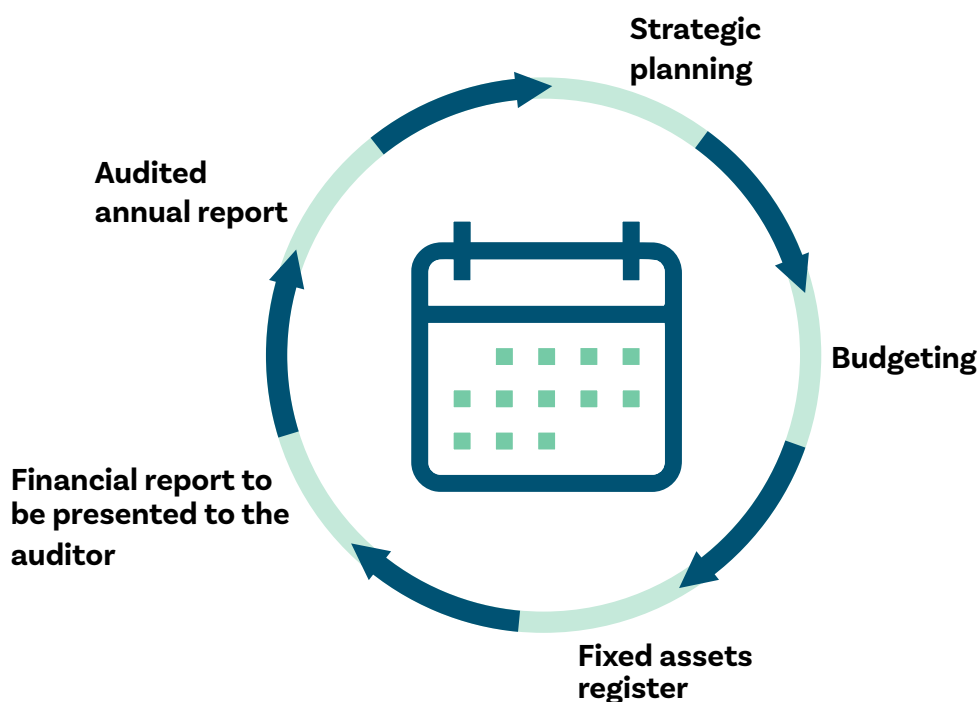 Strategic
planning
Budgeting
Fixed assets
register
Financial report to
be presented to the
auditor
Audited
annual report